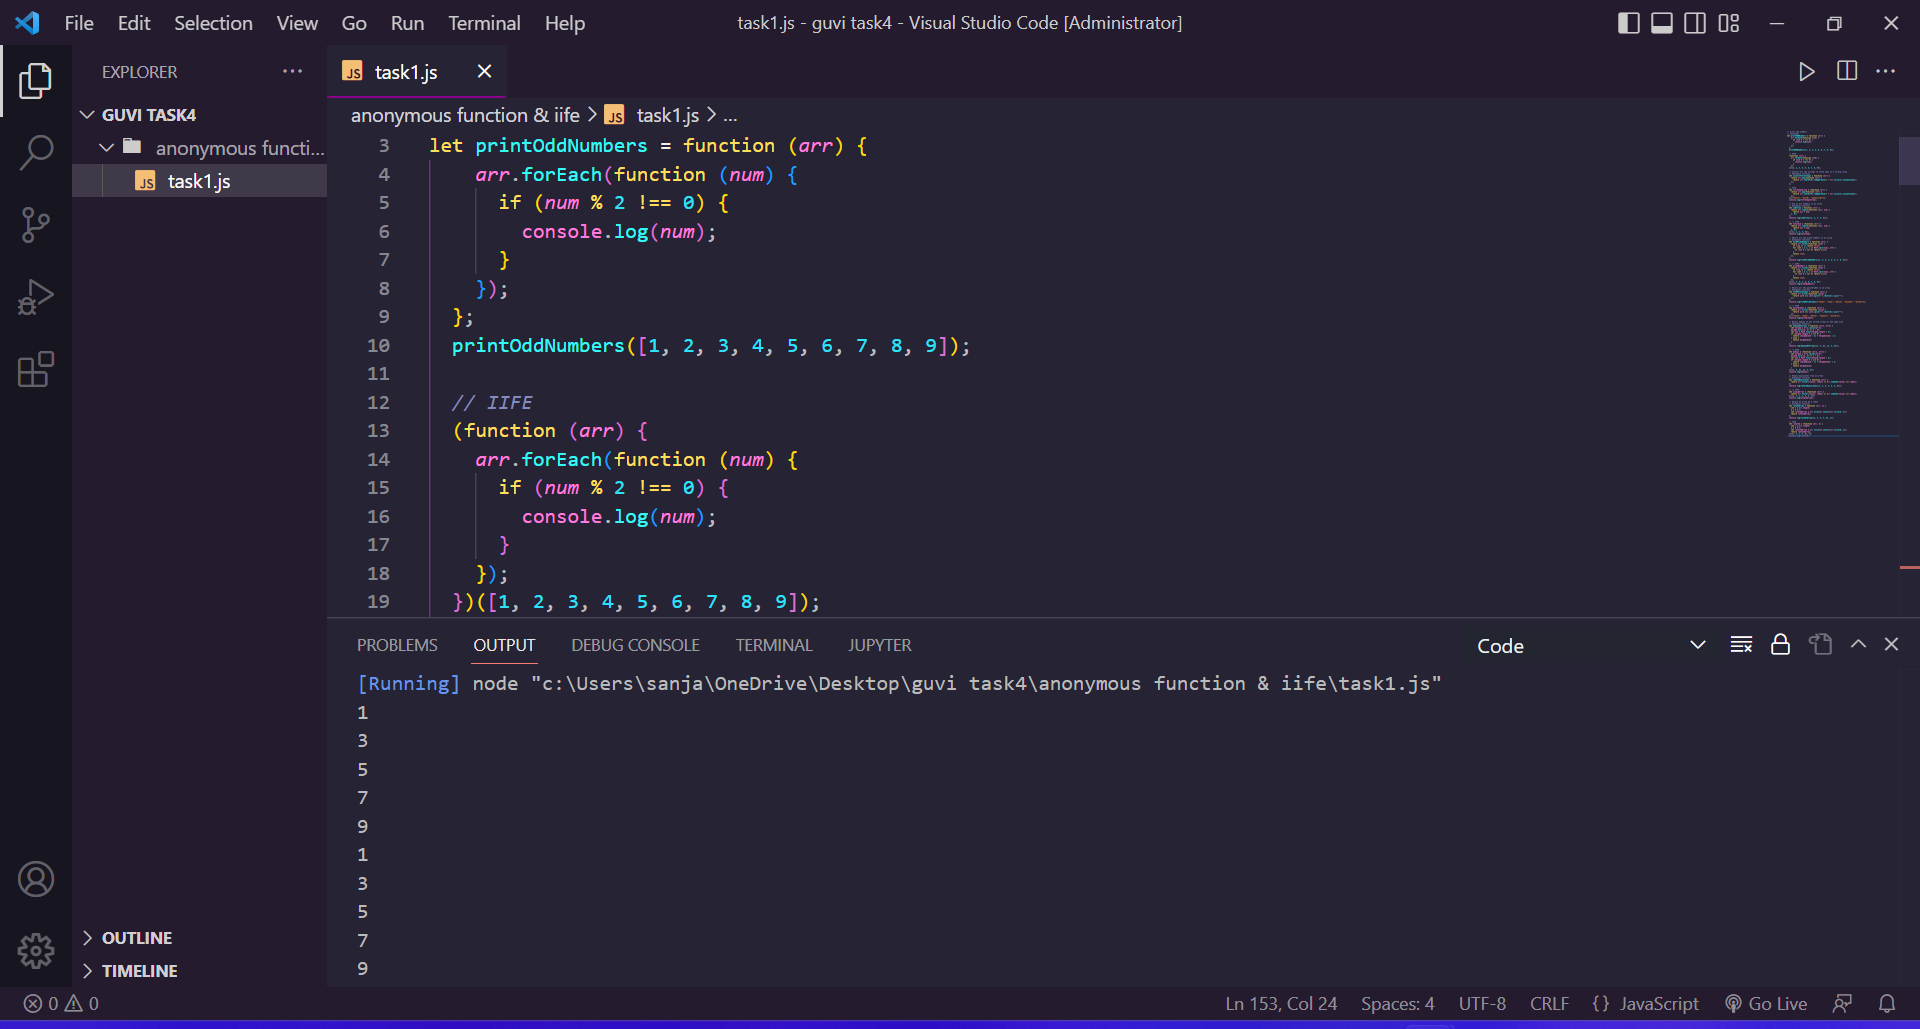 File Edit Selection View Go Run Terminal Help
task1.js - guvi task4 - Visual Studio Code [Administrator]
EXPLORER
GUVI TASK4
anonymous functi...
JS task1.js
OUTLINE
TIMELINE
JS task1.js
anonymous function & iife > JS task1.js > ...
3 let printOddNumbers = function (arr) {
4 arr.forEach(function (num) {
5 if (num % 2 !== 0) {
6 console.log(num);
7 }
8 });
9 };
10 printOddNumbers([1, 2, 3, 4, 5, 6, 7, 8, 9]);
11
12 // IIFE
13 (function (arr) {
14 arr.forEach(function (num) {
15 if (num % 2 !== 0) {
16 console.log(num);
17 }
18 });
19 })([1, 2, 3, 4, 5, 6, 7, 8, 9]);
PROBLEMS OUTPUT DEBUG CONSOLE TERMINAL JUPYTER
Code
[Running] node "c:\Users\sanja\OneDrive\Desktop\guvi task4\anonymous function & iife\task1.js"
1
3
5
7
9
1
3
5
7
9
0 0
Ln 153, Col 24 Spaces: 4 UTF-8 CRLF {} JavaScript Go Live